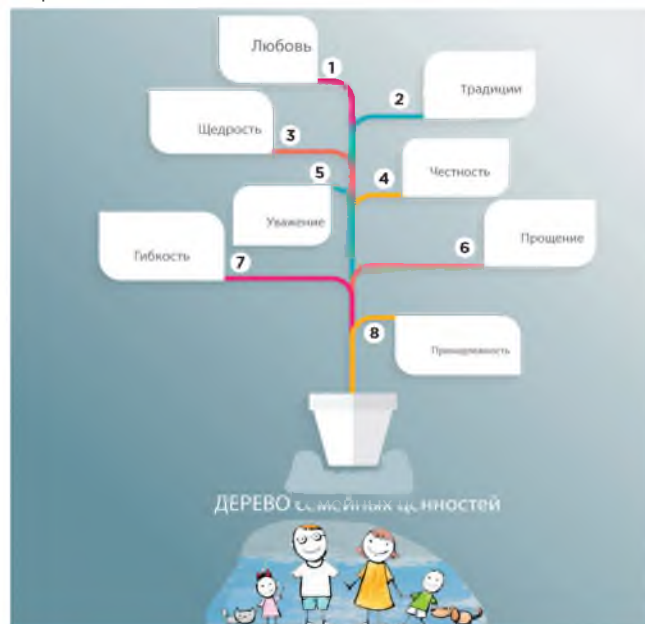 Любовь
1
2
Традиции
Щедрость
3
5
4
Честность
Уважение
6
Прощение
Гибкость
7
8
Принадлежность
ДЕРЕВО семейных ценностей